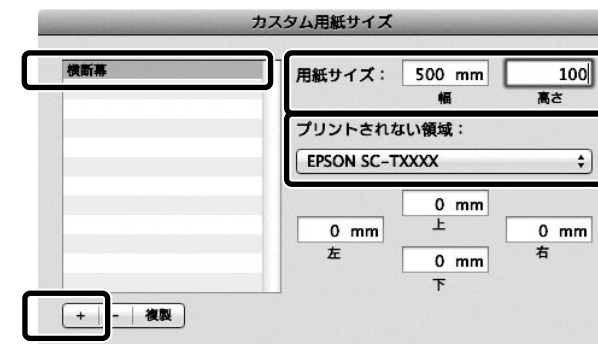 カスタム用紙サイズ
横断幕
用紙サイズ： 500 mm 100
幅 高さ
プリントされない領域：
EPSON SC-TXXXX
0 mm
上
0 mm 0 mm
左 右
0 mm
下
+ - 複製